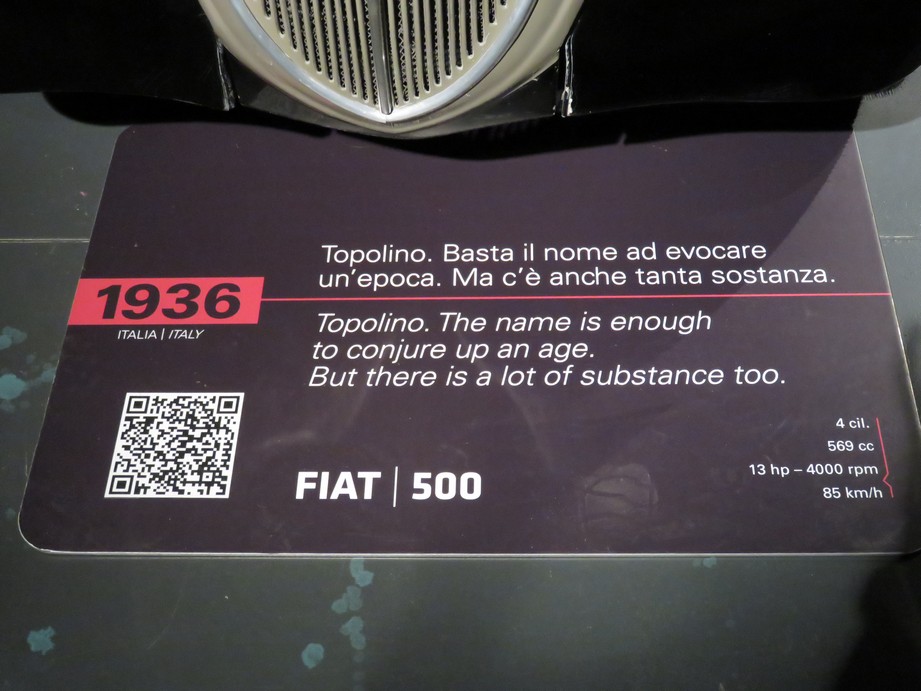 Topolino. Basta il nome ad evocare
un'epoca. Ma c'è anche tanta sostanza.
1936
ITALIA | ITALY
Topolino. The name is enough
to conjure up an age.
But there is a lot of substance too.
FIAT | 500
4 cil.
569 cc
13 hp – 4000 rpm
85 km/h